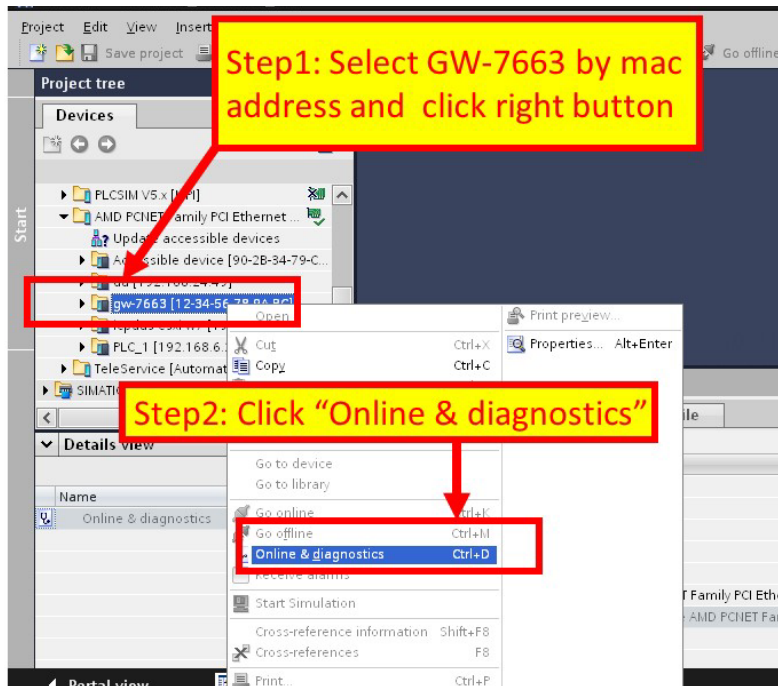 Project Edit View Insert
Save project
Go offline
Step1: Select GW-7663 by mac
address and click right button
Project tree
Devices
Start
PLCSIM V5.x [MPI]
AMD PCNET Family PCI Ethernet ...
Update accessible devices
Accessible device [90-2B-34-79-C...
gw-7663 [12-34-56-78-9A-BC]
PLC_1 [192.168.6.
TeleService [Automat
SIMATIC
Open
Print preview...
Cut Ctrl+X
Properties... Alt+Enter
Copy Ctrl+C
Step2: Click “Online & diagnostics”
ile
Details view
Go to device
Go to library
Name
Online & diagnostics
Go online Ctrl+K
Go offline Ctrl+M
Online & diagnostics Ctrl+D
Receive alarms
Start Simulation
T Family PCI Eth
AMD PCNET Fa
Cross-reference information Shift+F8
Cross-references F8
Print... Ctrl+P
Portal view